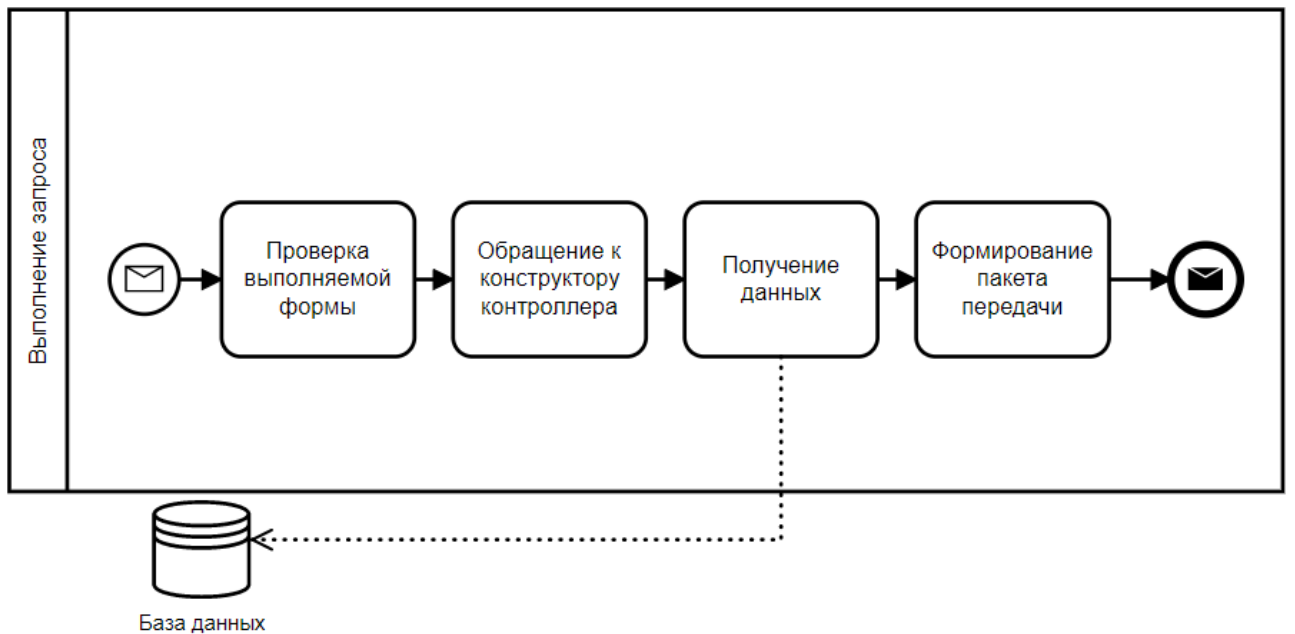 Выполнение запроса
Проверка
выполняемой
формы
Обращение к
конструктору
контроллера
Получение
данных
Формирование
пакета
передачи
База данных